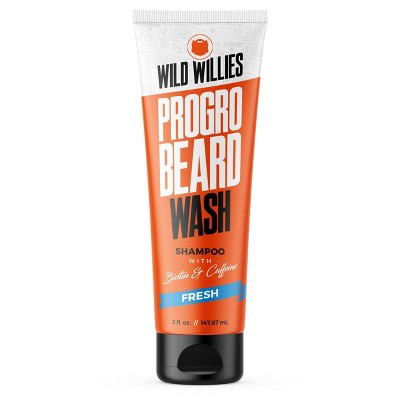 WILD WILLIES
PROGRO
BEARD
WASH
SHAMPOO
- WITH -
Biotin & Caffeine
FRESH
5 fl. oz. // 147.87 mL